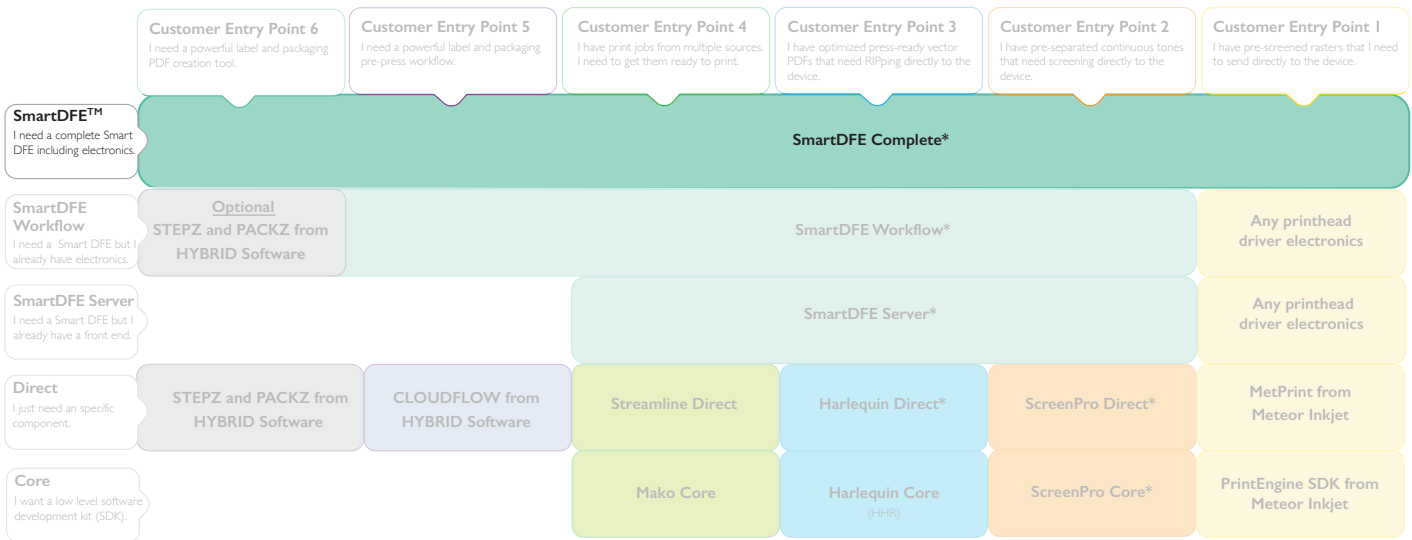 Customer Entry Point 6
I need a powerful label and packaging
PDF creation tool.
Customer Entry Point 5
I need a powerful label and packaging
pre-press workflow.
Customer Entry Point 4
I have print jobs from multiple sources.
I need to get them ready to print.
Customer Entry Point 3
I have optimized press-ready vector
PDFs that need RIPping directly to the
device.
Customer Entry Point 2
I have pre-separated continuous tones
that need screening directly to the
device.
Customer Entry Point 1
I have pre-screened rasters that I need
to send directly to the device.
SmartDFE™
I need a complete Smart
DFE including electronics.
SmartDFE Complete*
SmartDFE
Workflow
I need a Smart DFE but I
already have electronics.
Optional
STEPZ and PACKZ from
HYBRID Software
SmartDFE Workflow*
Any printhead
driver electronics
SmartDFE Server
I need a Smart DFE but I
already have a front end.
SmartDFE Server*
Any printhead
driver electronics
Direct
I just need an specific
component.
STEPZ and PACKZ from
HYBRID Software
CLOUDFLOW from
HYBRID Software
Streamline Direct
Harlequin Direct*
ScreenPro Direct*
MetPrint from
Meteor Inkjet
Core
I want a low level software
development kit (SDK).
Mako Core
Harlequin Core
(HHR)
ScreenPro Core*
PrintEngine SDK from
Meteor Inkjet